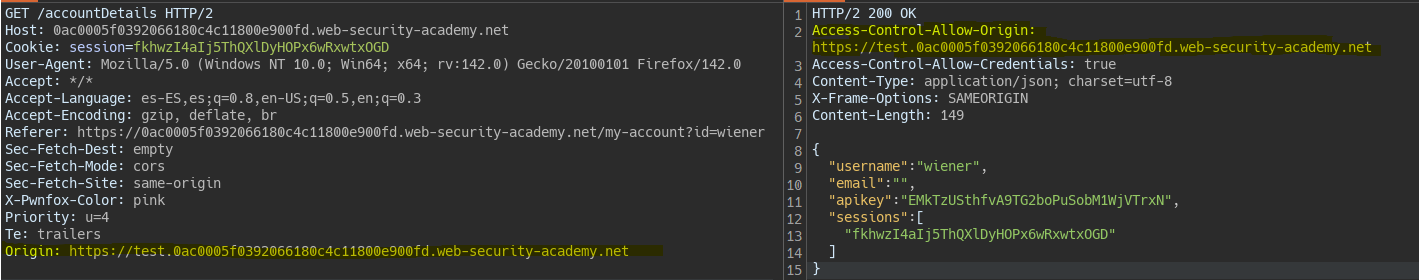 GET /accountDetails HTTP/2
Host: 0ac0005f0392066180c4c11800e900fd.web-security-academy.net
Cookie: session=fkhwzI4aIj5ThQXlDyHOPx6wRxwtxOGD
User-Agent: Mozilla/5.0 (Windows NT 10.0; Win64; x64; rv:142.0) Gecko/20100101 Firefox/142.0
Accept: */*
Accept-Language: es-ES,es;q=0.8,en-US;q=0.5,en;q=0.3
Accept-Encoding: gzip, deflate, br
Referer: https://0ac0005f0392066180c4c11800e900fd.web-security-academy.net/my-account?id=wiener
Sec-Fetch-Dest: empty
Sec-Fetch-Mode: cors
Sec-Fetch-Site: same-origin
X-Pwnfox-Color: pink
Priority: u=4
Te: trailers
Origin: https://test.0ac0005f0392066180c4c11800e900fd.web-security-academy.net
1 HTTP/2 200 OK
2 Access-Control-Allow-Origin:
https://test.0ac0005f0392066180c4c11800e900fd.web-security-academy.net
3 Access-Control-Allow-Credentials: true
4 Content-Type: application/json; charset=utf-8
5 X-Frame-Options: SAMEORIGIN
6 Content-Length: 149
7
8 {
9 "username":"wiener",
10 "email":"",
11 "apikey":"EMkTzUSthfvA9TG2boPuSobM1WjVTrxN",
12 "sessions":[
13 "fkhwzI4aIj5ThQXlDyHOPx6wRxwtxOGD"
14 ]
15 }